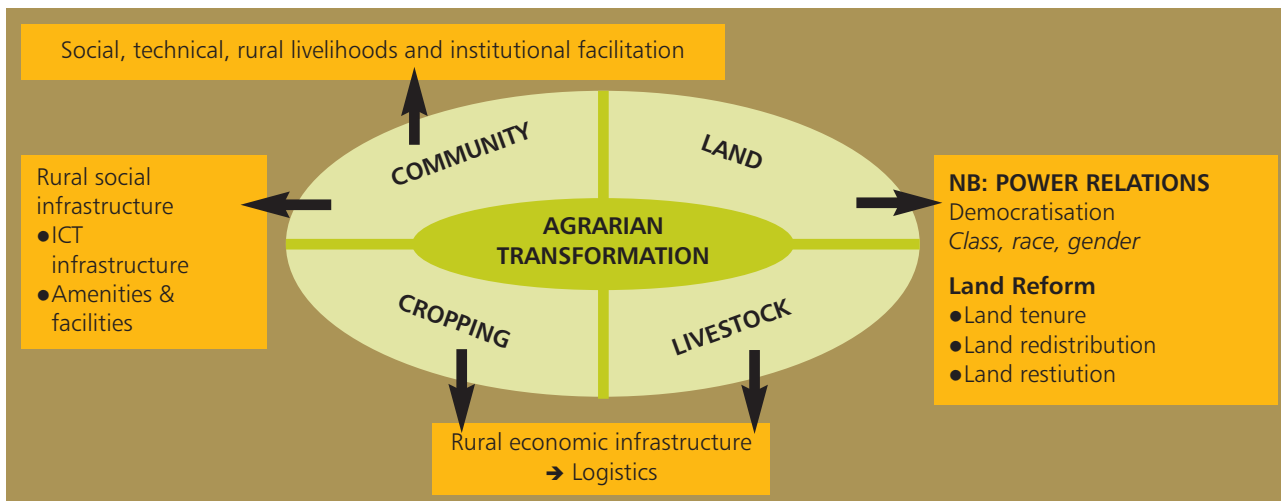 Social, technical, rural livelihoods and institutional facilitation
COMMUNITY
LAND
Rural social
infrastructure
●ICT
infrastructure
●Amenities &
facilities
AGRARIAN
TRANSFORMATION
NB: POWER RELATIONS
Democratisation
Class, race, gender
Land Reform
●Land tenure
●Land redistribution
●Land restiution
CROPPING
LIVESTOCK
Rural economic infrastructure
➔ Logistics